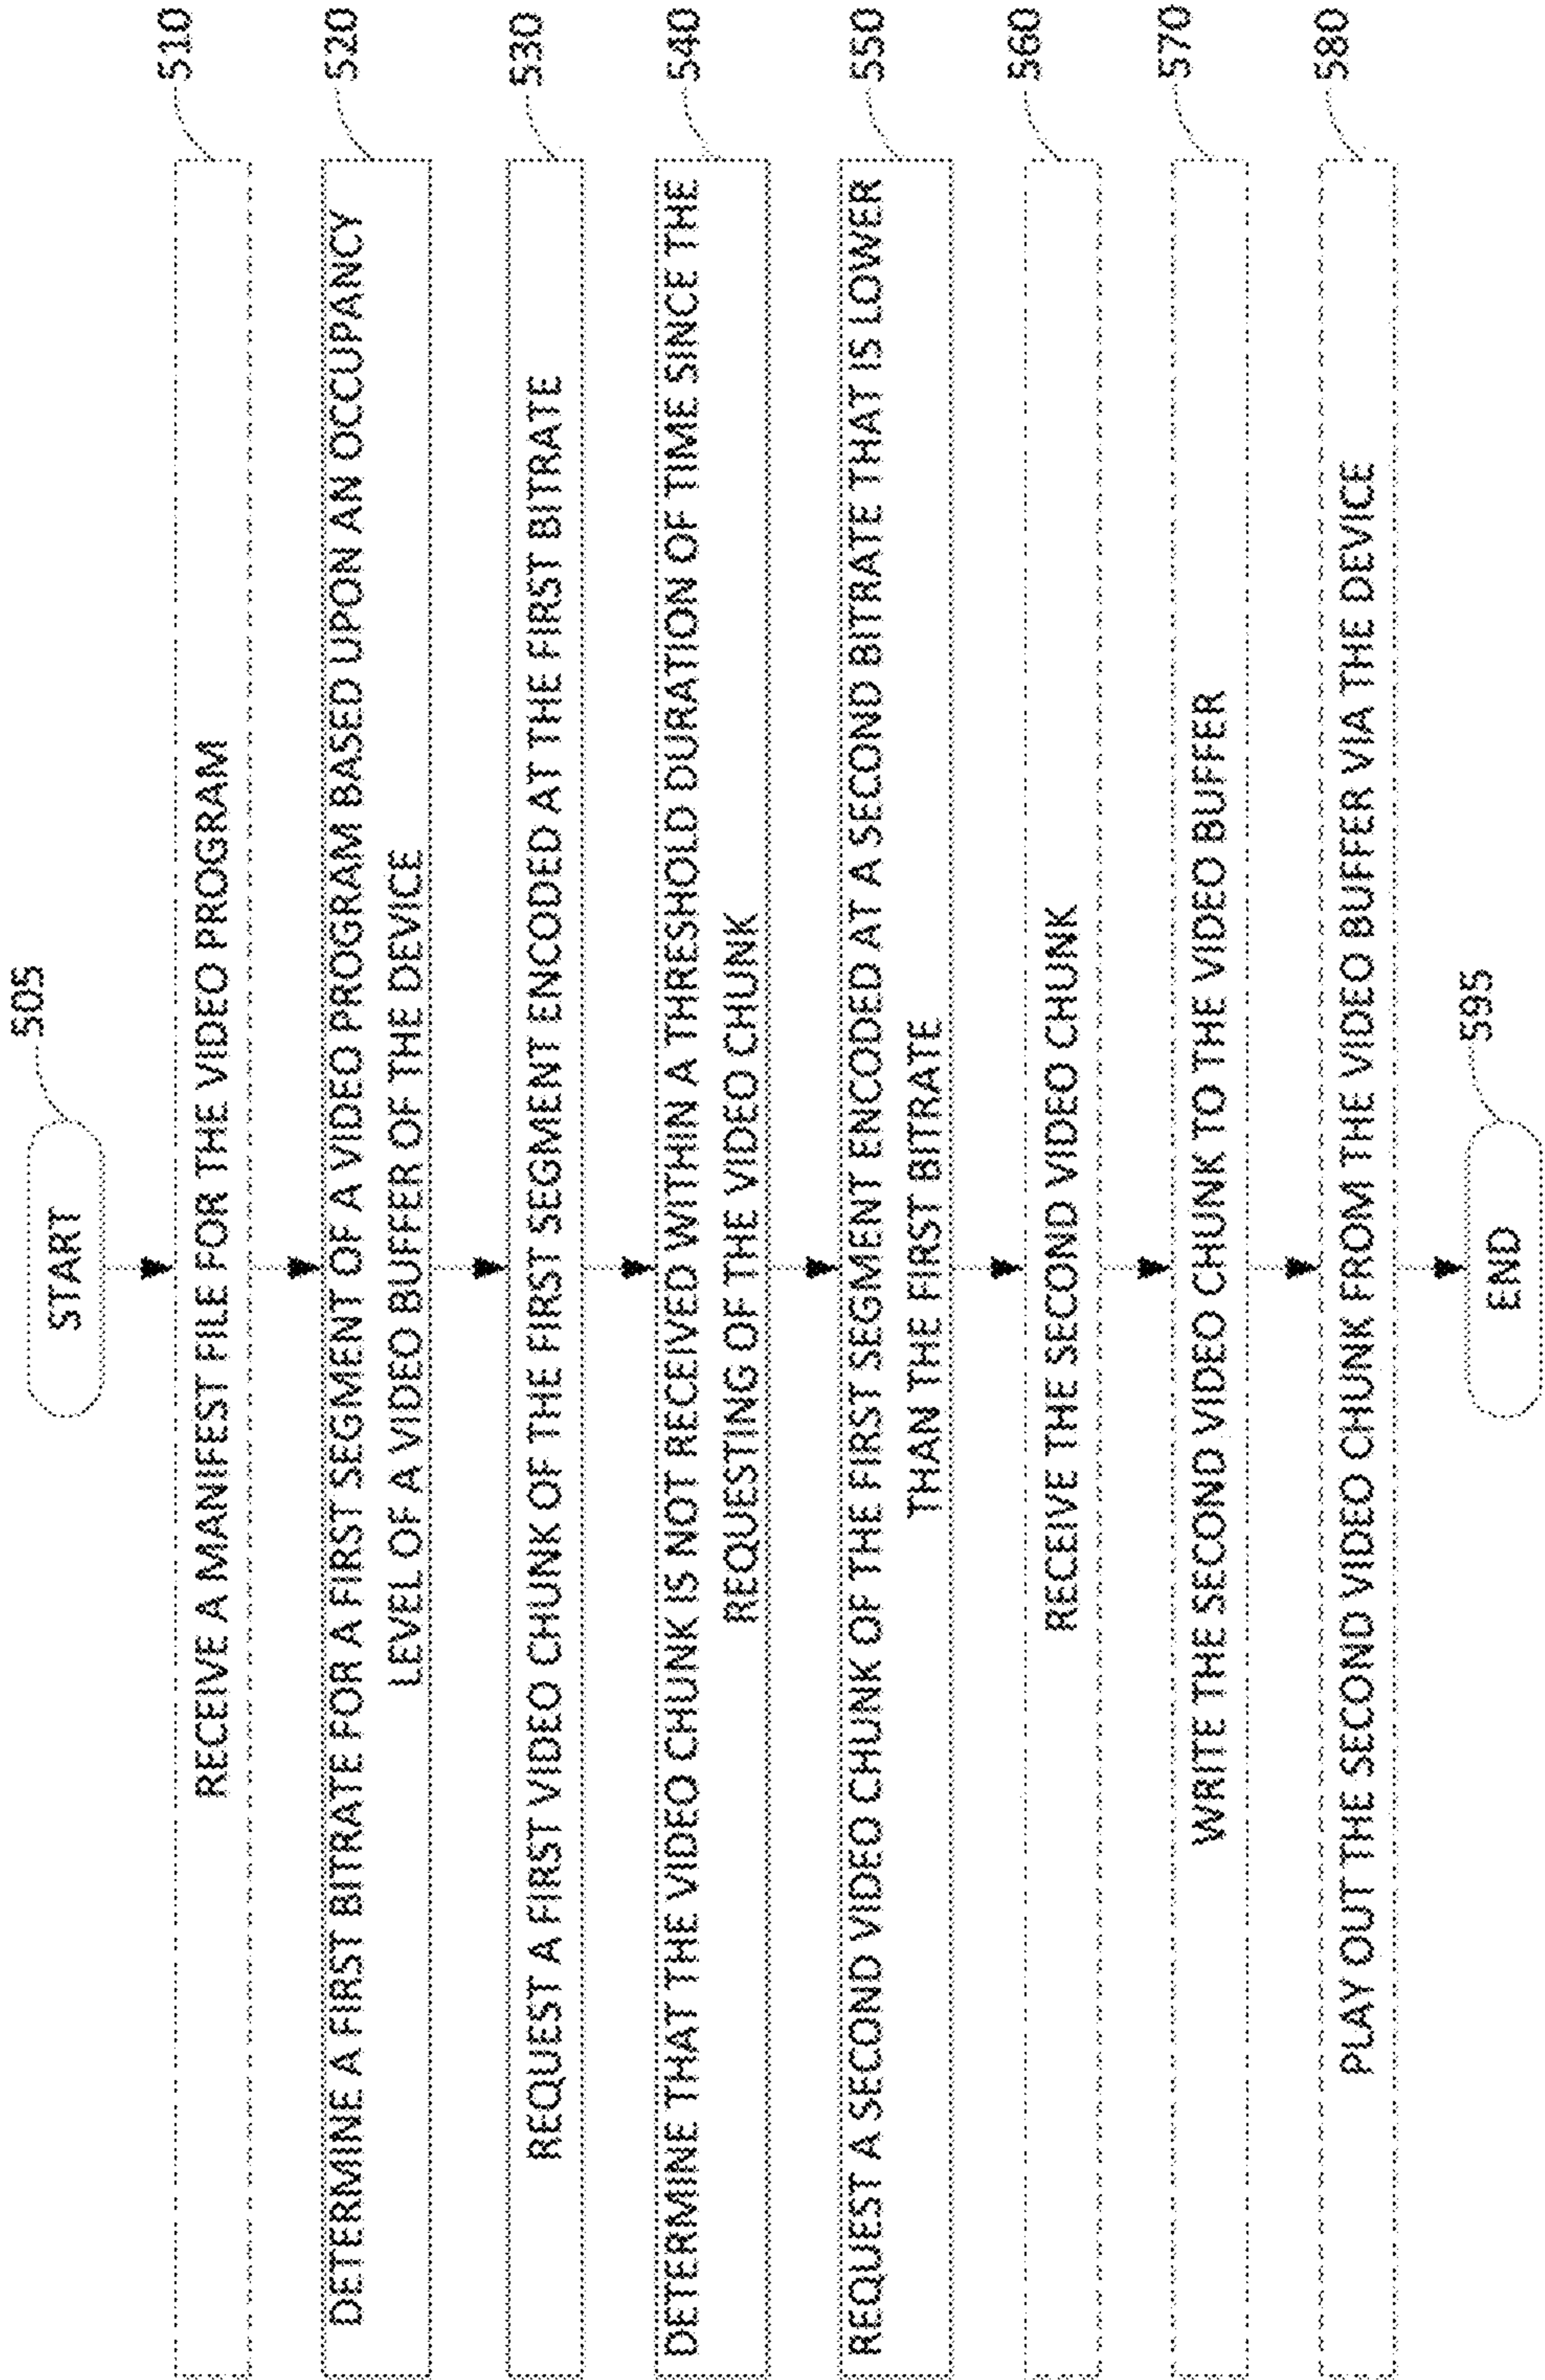 505
START
510
RECEIVE A MANIFEST FILE FOR THE VIDEO PROGRAM
520
DETERMINE A FIRST BITRATE FOR A FIRST SEGMENT OF A VIDEO PROGRAM BASED UPON AN OCCUPANCY
LEVEL OF A VIDEO BUFFER OF THE DEVICE
530
REQUEST A FIRST VIDEO CHUNK OF THE FIRST SEGMENT ENCODED AT THE FIRST BITRATE
540
DETERMINE THAT THE VIDEO CHUNK IS NOT RECEIVED WITHIN A THRESHOLD DURATION OF TIME SINCE THE
REQUESTING OF THE VIDEO CHUNK
550
REQUEST A SECOND VIDEO CHUNK OF THE FIRST SEGMENT ENCODED AT A SECOND BITRATE THAT IS LOWER
THAN THE FIRST BITRATE
560
RECEIVE THE SECOND VIDEO CHUNK
570
WRITE THE SECOND VIDEO CHUNK TO THE VIDEO BUFFER
580
PLAY OUT THE SECOND VIDEO CHUNK FROM THE VIDEO BUFFER VIA THE DEVICE
595
END